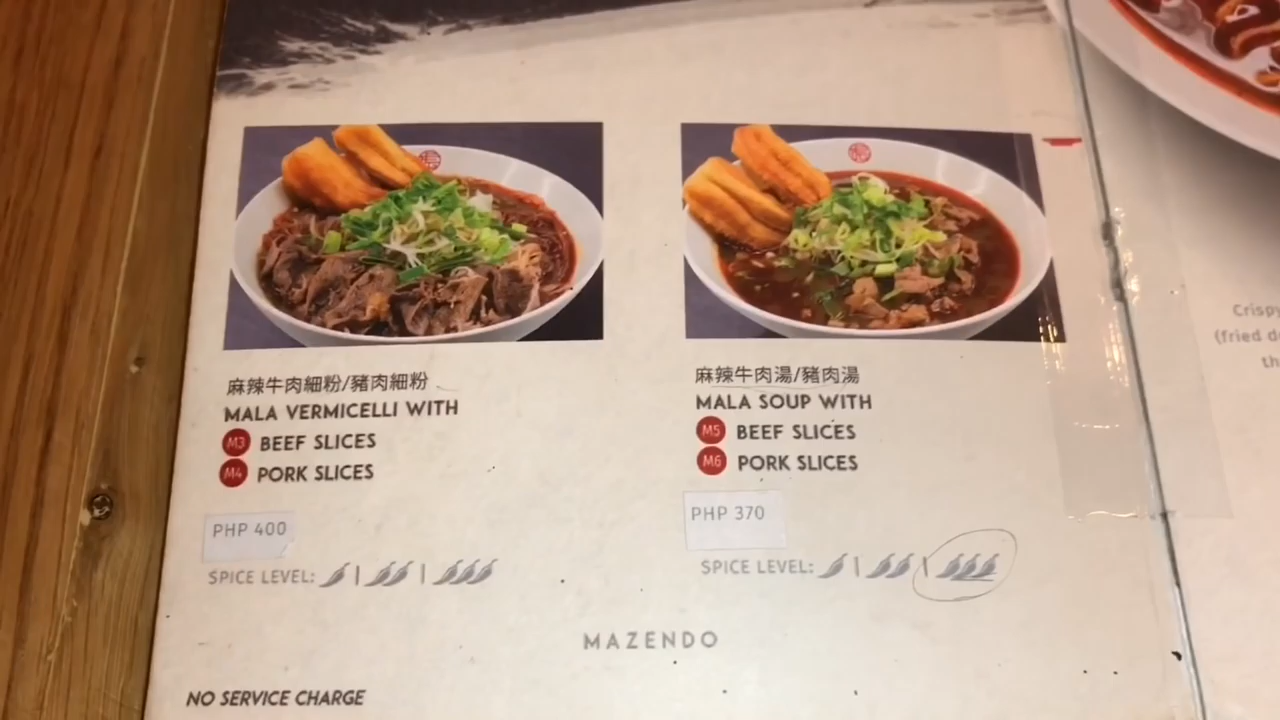 麻辣牛肉細粉/豬肉細粉
MALA VERMICELLI WITH
M3 BEEF SLICES
M4 PORK SLICES
PHP 400
SPICE LEVEL: | |
麻辣牛肉湯/豬肉湯
MALA SOUP WITH
M5 BEEF SLICES
M6 PORK SLICES
PHP 370
SPICE LEVEL: | |
MAZENDO
NO SERVICE CHARGE
Crispy
(fried